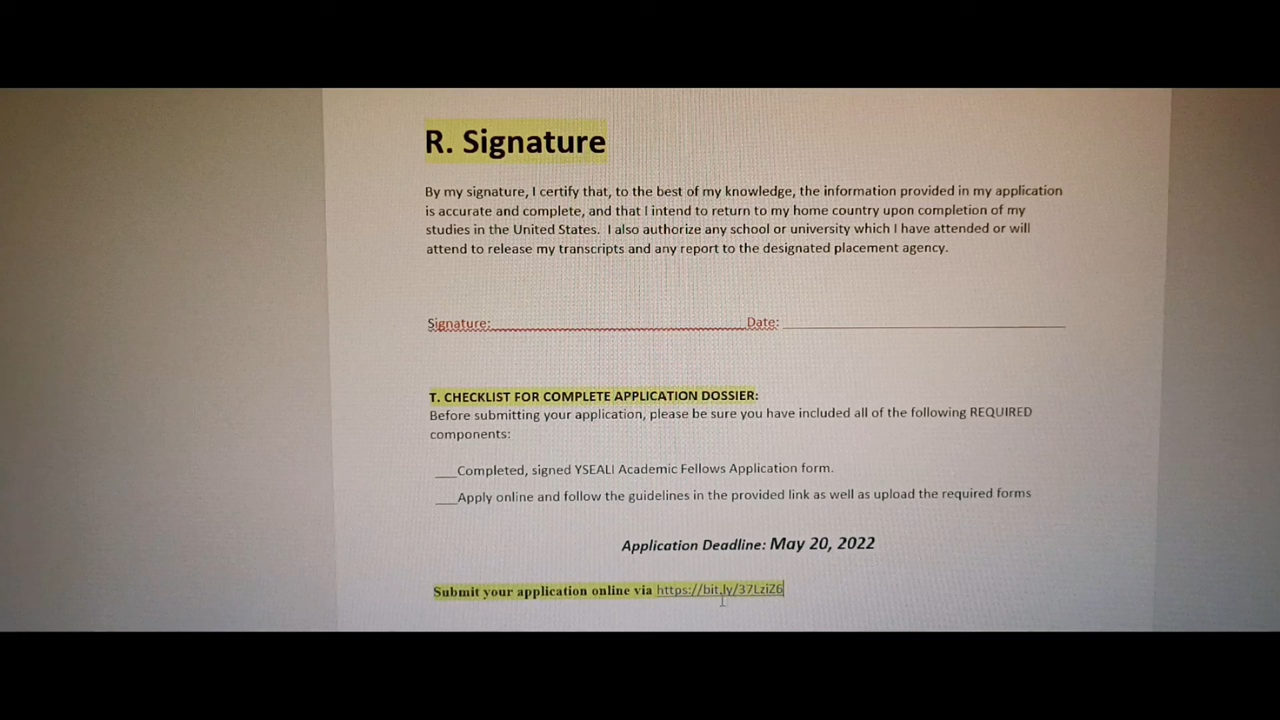 R. Signature
By my signature, I certify that, to the best of my knowledge, the information provided in my application
is accurate and complete, and that I intend to return to my home country upon completion of my
studies in the United States.  I also authorize any school or university which I have attended or will
attend to release my transcripts and any report to the designated placement agency.
Signature:_______________________________Date: ___________________________________
T. CHECKLIST FOR COMPLETE APPLICATION DOSSIER:
Before submitting your application, please be sure you have included all of the following REQUIRED
components:
___Completed, signed YSEALI Academic Fellows Application form.
___Apply online and follow the guidelines in the provided link as well as upload the required forms
Application Deadline: May 20, 2022
Submit your application online via https://bit.ly/37LziZ6